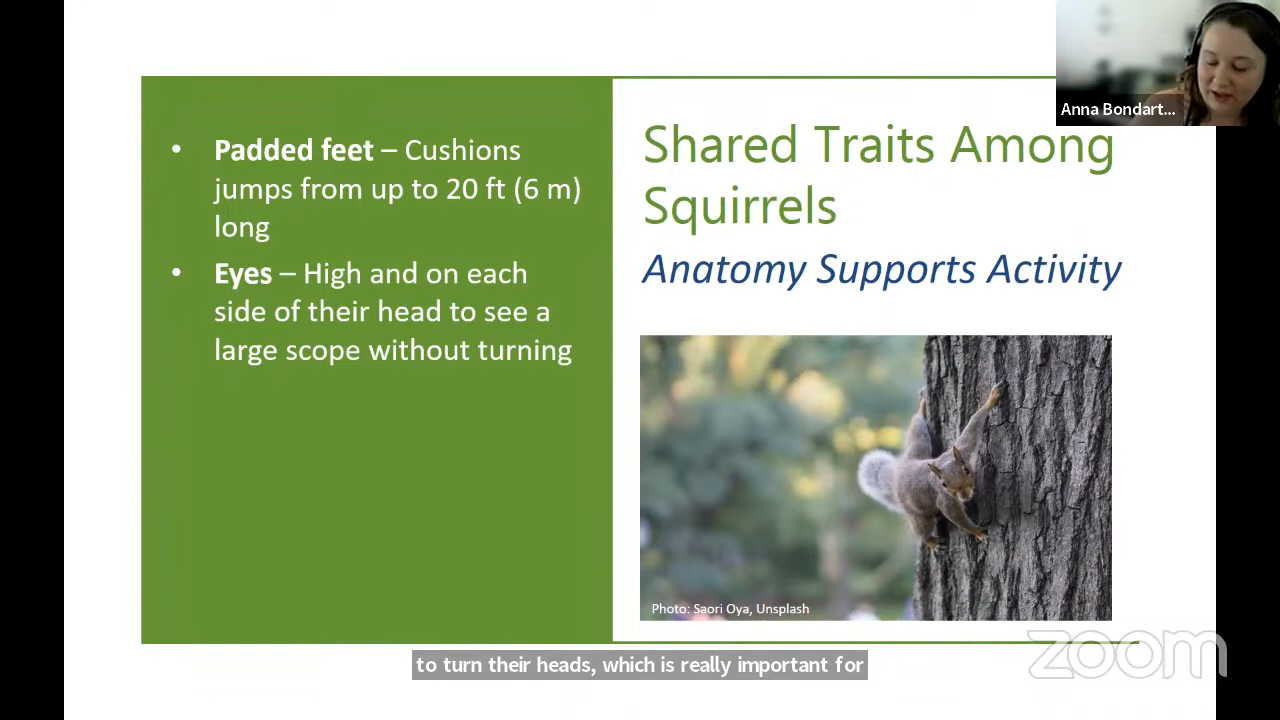 Anna Bondart...
• Padded feet – Cushions
jumps from up to 20 ft (6 m)
long
• Eyes – High and on each
side of their head to see a
large scope without turning
Shared Traits Among
Squirrels
Anatomy Supports Activity
Photo: Saori Oya, Unsplash
to turn their heads, which is really important for
zoom